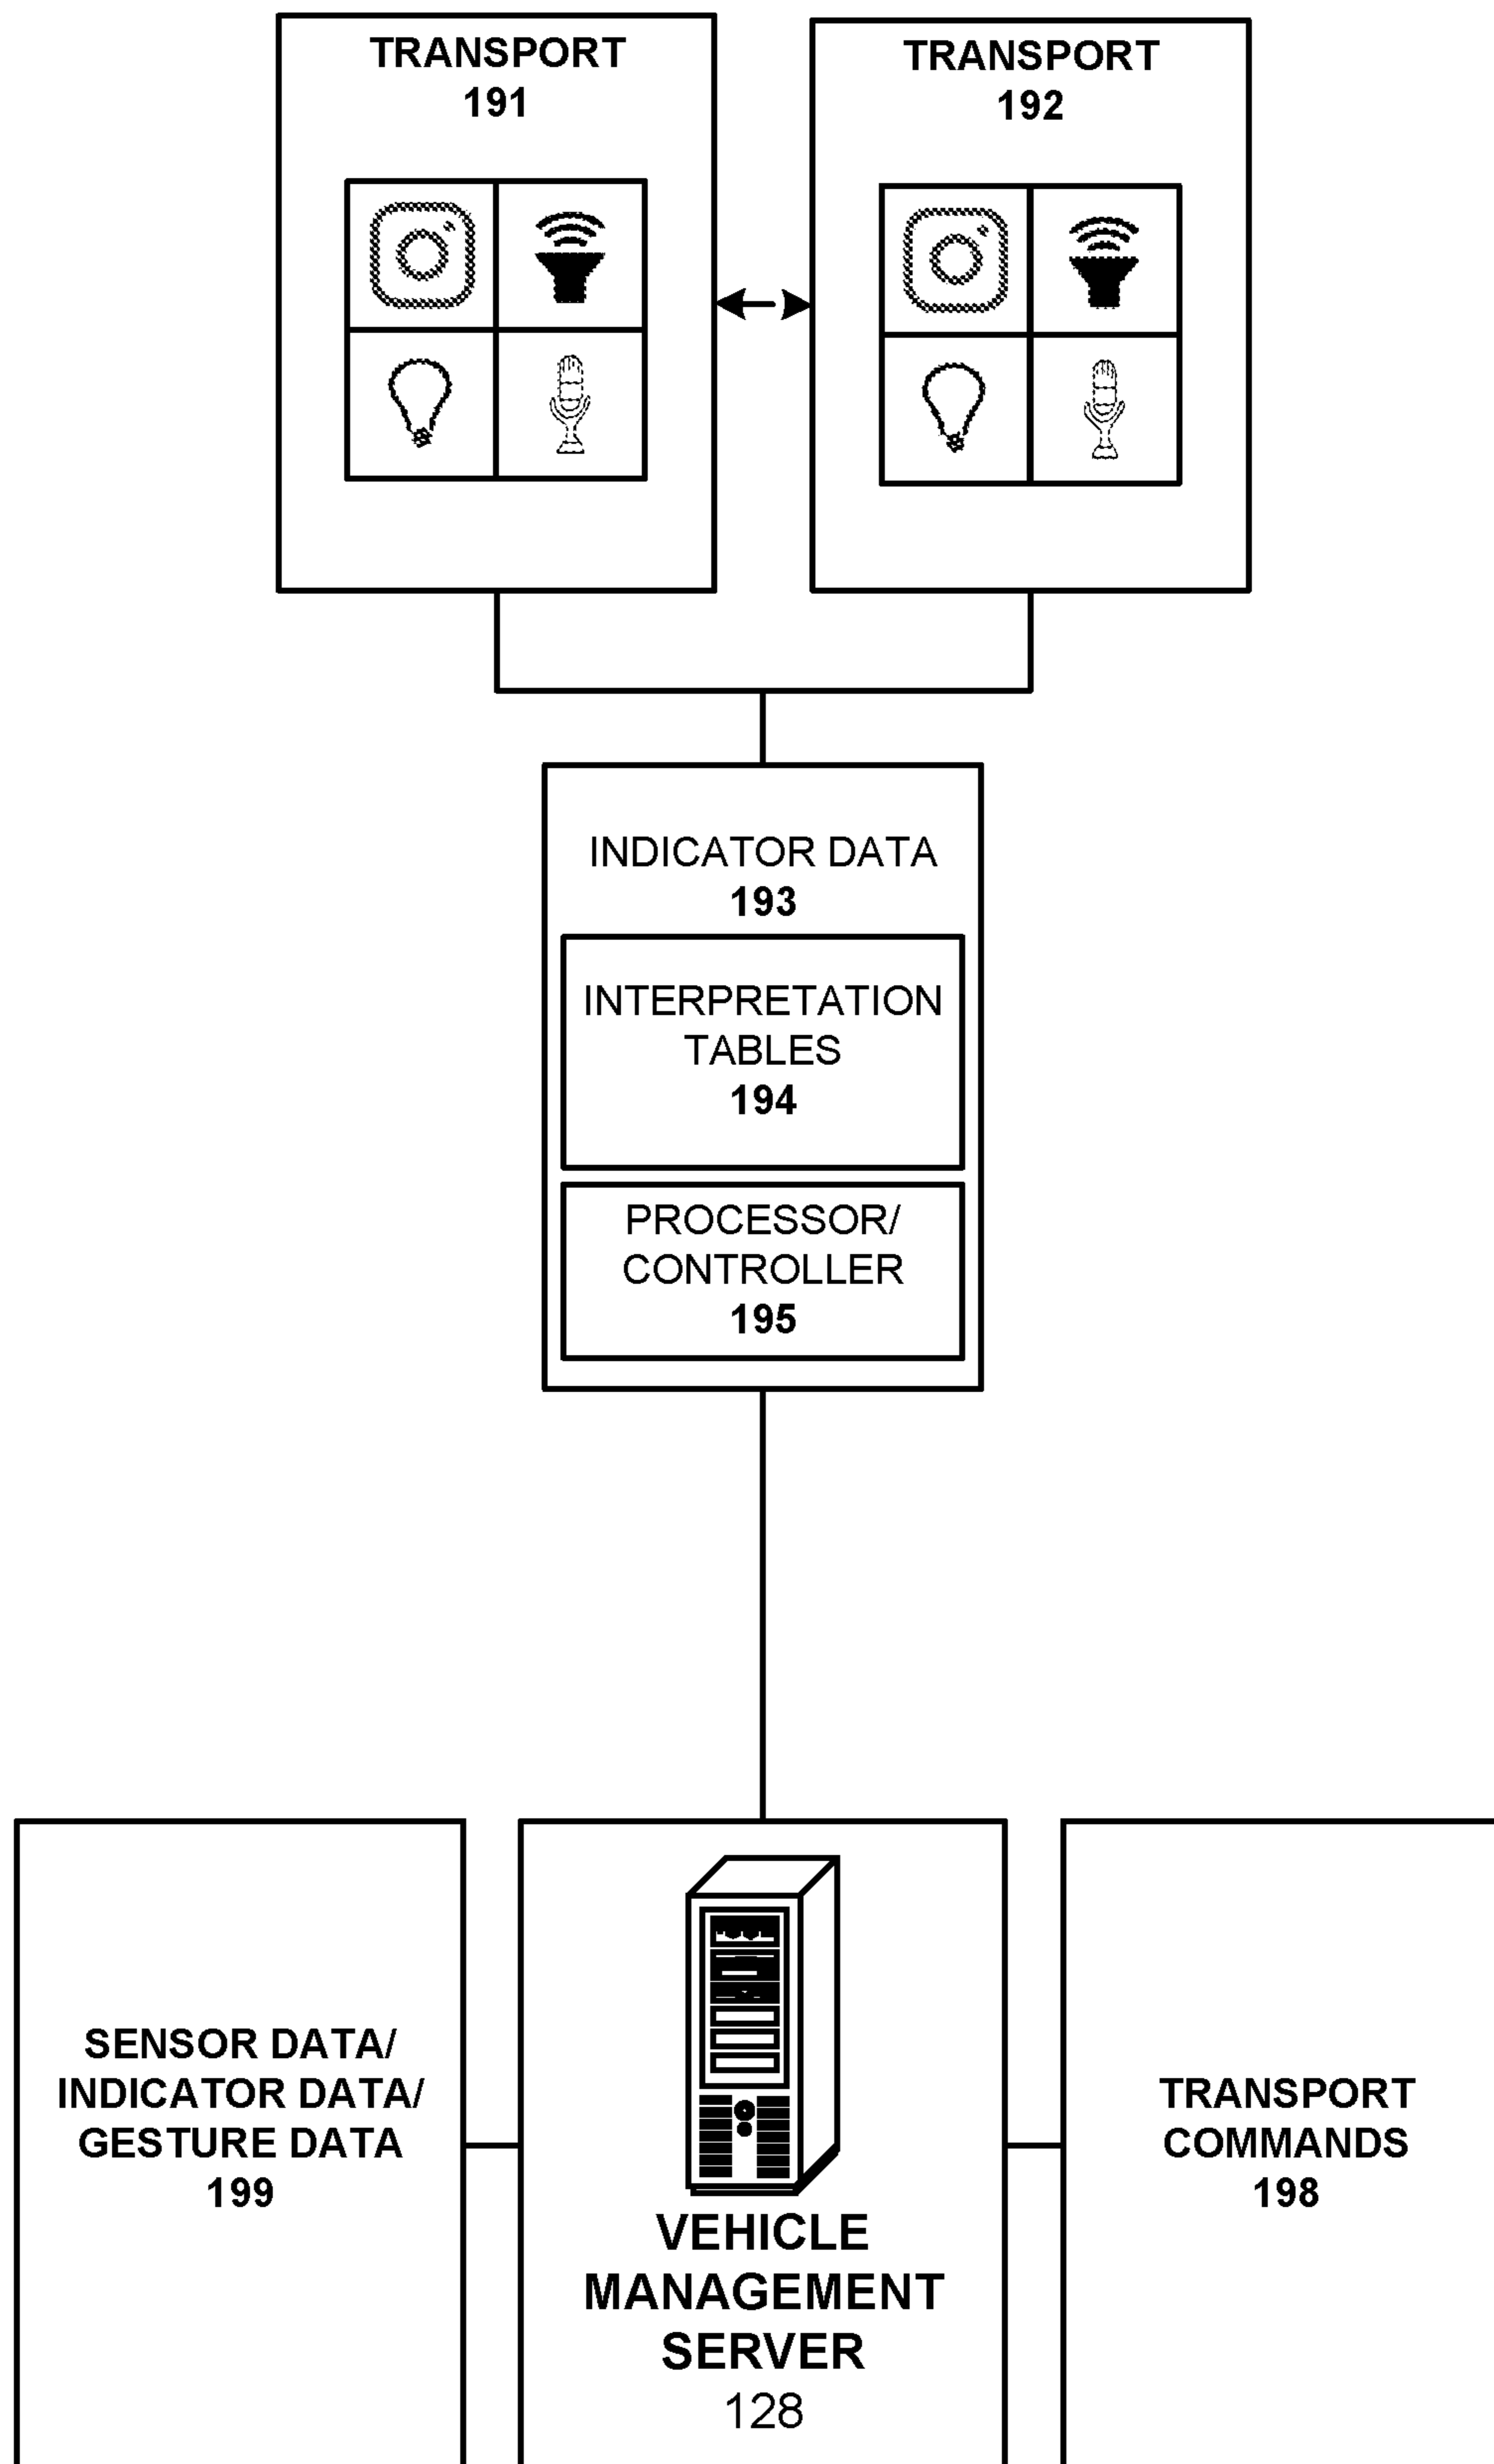 TRANSPORT
191
TRANSPORT
192
INDICATOR DATA
193
INTERPRETATION
TABLES
194
PROCESSOR/
CONTROLLER
195
SENSOR DATA/
INDICATOR DATA/
GESTURE DATA
199
VEHICLE
MANAGEMENT
SERVER
128
TRANSPORT
COMMANDS
198